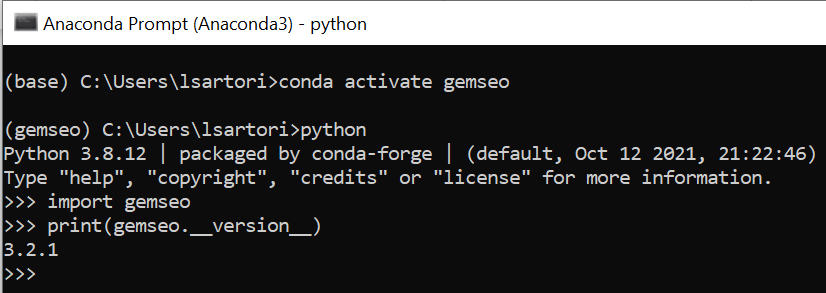 Anaconda Prompt (Anaconda3) - python
(base) C:\Users\lsartori>conda activate gemseo
(gemseo) C:\Users\lsartori>python
Python 3.8.12 | packaged by conda-forge | (default, Oct 12 2021, 21:22:46)
Type "help", "copyright", "credits" or "license" for more information.
>>> import gemseo
>>> print(gemseo.__version__)
3.2.1
>>>